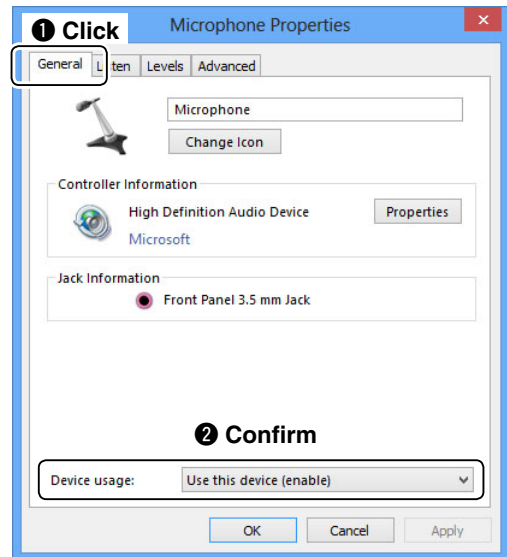 ❶ Click
Microphone Properties
General Listen Levels Advanced
Microphone
Change Icon
Controller Information
High Definition Audio Device Properties
Microsoft
Jack Information
Front Panel 3.5 mm Jack
❷ Confirm
Device usage: Use this device (enable)
OK Cancel Apply